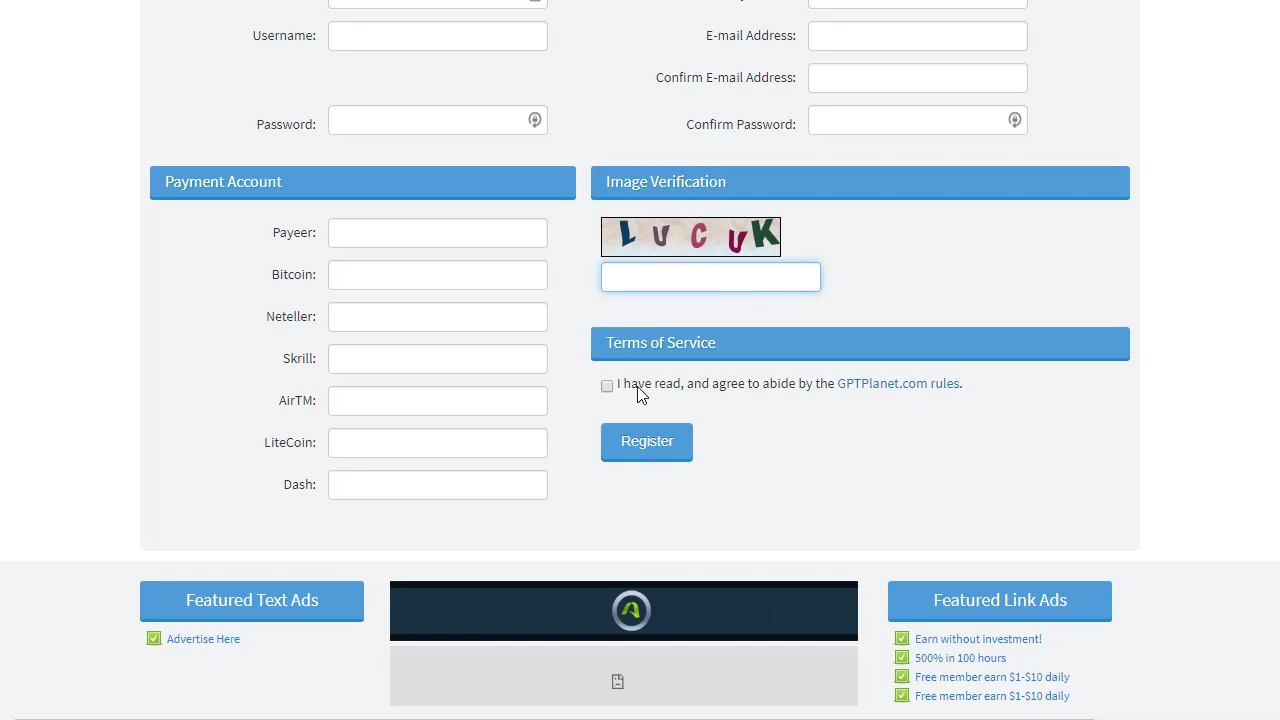 Username:
E-mail Address:
Confirm E-mail Address:
Password:
Confirm Password:
Payment Account
Image Verification
Payeer:
L U C U K
Bitcoin:
Neteller:
Terms of Service
Skrill:
I have read, and agree to abide by the GPTPlanet.com rules.
AirTM:
LiteCoin:
Register
Dash:
Featured Text Ads
Featured Link Ads
Advertise Here
Earn without investment!
500% in 100 hours
Free member earn $1-$10 daily
Free member earn $1-$10 daily